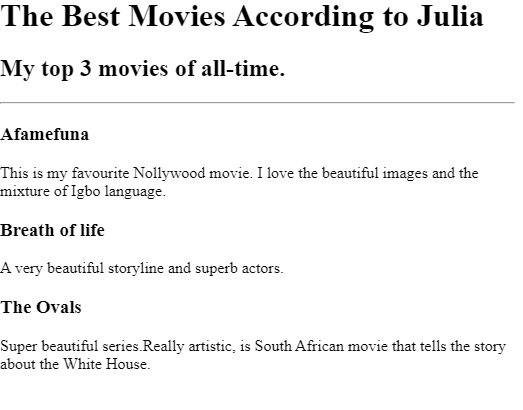 The Best Movies According to Julia
My top 3 movies of all-time.
Afamefuna
This is my favourite Nollywood movie. I love the beautiful images and the
mixture of Igbo language.
Breath of life
A very beautiful storyline and superb actors.
The Ovals
Super beautiful series.Really artistic, is South African movie that tells the story
about the White House.